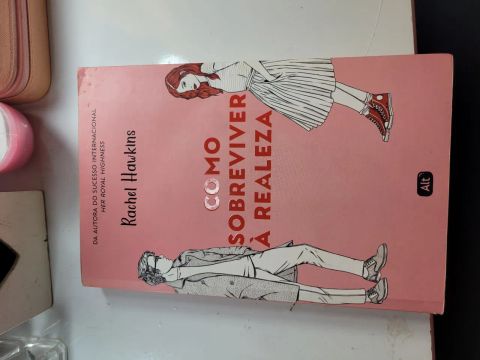 DA AUTORA DO SUCESSO INTERNACIONAL
HER ROYAL HIGHNESS
Rachel Hawkins
COMO
SOBREVIVER
À REALEZA
Alt